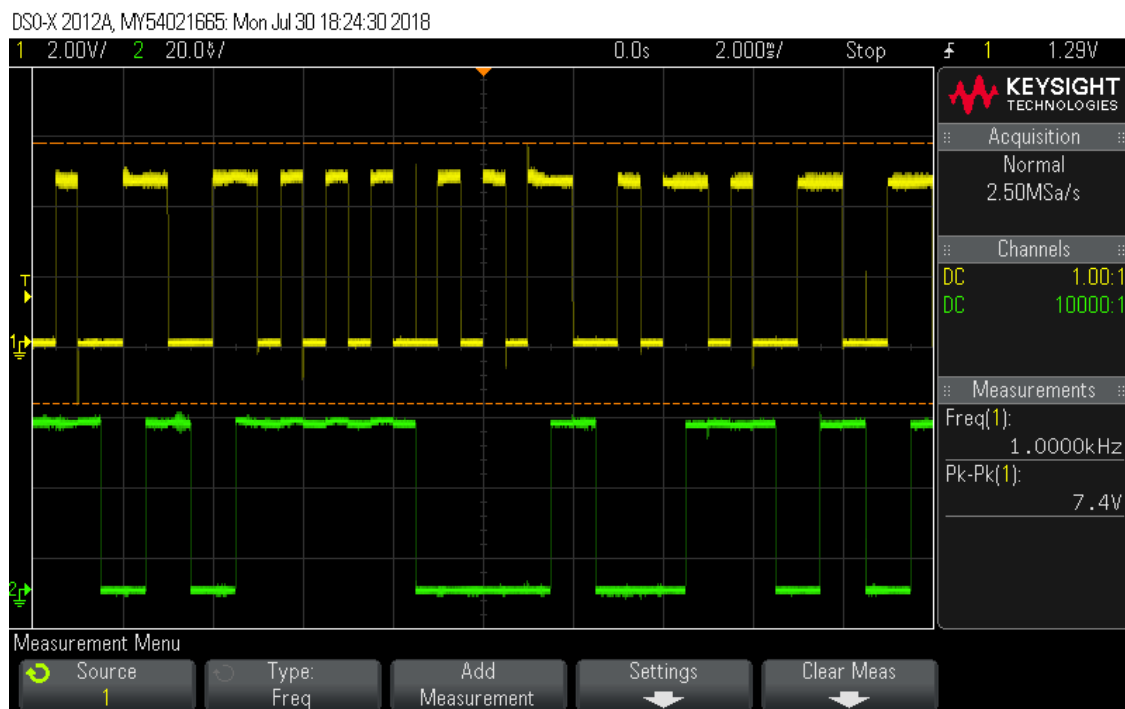 DSO-X 2012A, MY54021665: Mon Jul 30 18:24:30 2018
1 2.00V/ 2 20.0kV/ 0.0s 2.000ms/ Stop 1 1.29V
KEYSIGHT
TECHNOLOGIES
Acquisition
Normal
2.50MSa/s
Channels
DC 1.00:1
DC 10000:1
Measurements
Freq(1):
1.0000kHz
Pk-Pk(1):
7.4V
T
1
2
Measurement Menu
Source
1
Type:
Freq
Add
Measurement
Settings
Clear Meas